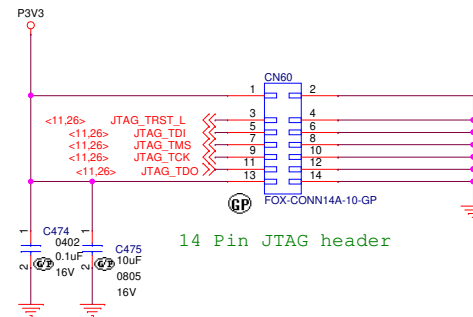 P3V3
CN60
1 2
<11,26> JTAG_TRST_L 3 4
<11,26> JTAG_TDI 5 6
<11,26> JTAG_TMS 7 8
<11,26> JTAG_TCK 9 10
<11,26> JTAG_TDO 11 12
13 14
GP FOX-CONN14A-10-GP
14 Pin JTAG header
1 C474 1 C475
0402 10uF
0.1uF 0805
2 G/P 16V 2 G/P 16V